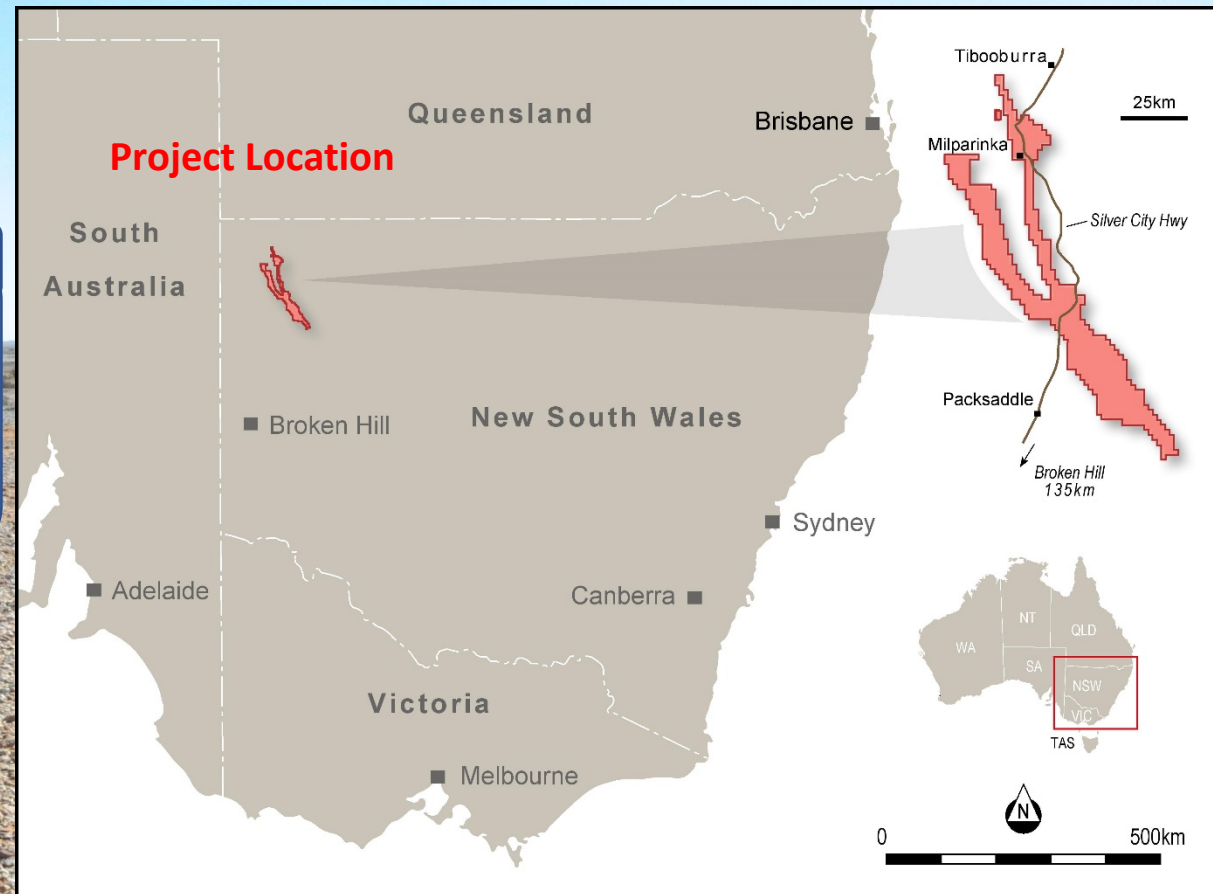 Project Location
Queensland
Brisbane
South
Australia
Broken Hill
New South Wales
Sydney
Adelaide
Canberra
Victoria
Melbourne
Tibooburra
25km
Milparinka
Silver City Hwy
Packsaddle
Broken Hill
135km
NT
QLD
WA
SA
NSW
VIC
TAS
N
0
500km